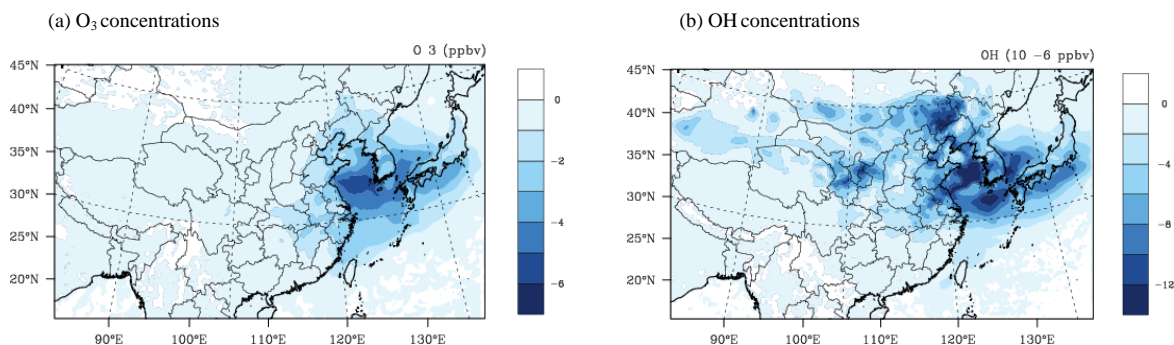 (a) O₃ concentrations
(b) OH concentrations
O 3 (ppbv)
OH (10 −6 ppbv)
45°N
40°N
35°N
30°N
25°N
20°N
90°E 100°E 110°E 120°E 130°E
0
-2
-4
-6
45°N
40°N
35°N
30°N
25°N
20°N
90°E 100°E 110°E 120°E 130°E
0
-4
-8
-12